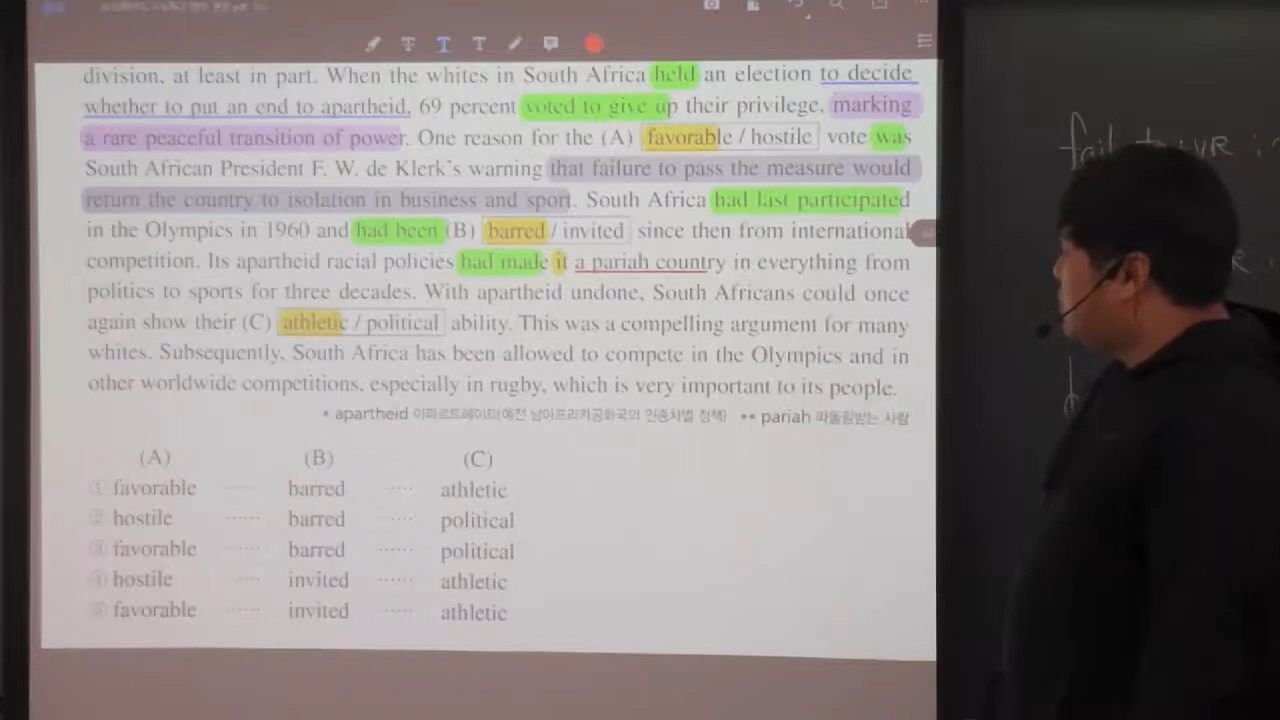 division, at least in part. When the whites in South Africa held an election to decide
whether to put an end to apartheid, 69 percent voted to give up their privilege, marking
a rare peaceful transition of power. One reason for the (A) favorable / hostile vote was
South African President F. W. de Klerk's warning that failure to pass the measure would
return the country to isolation in business and sport. South Africa had last participated
in the Olympics in 1960 and had been (B) barred / invited since then from international
competition. Its apartheid racial policies had made it a pariah country in everything from
politics to sports for three decades. With apartheid undone, South Africans could once
again show their (C) athletic / political ability. This was a compelling argument for many
whites. Subsequently, South Africa has been allowed to compete in the Olympics and in
other worldwide competitions, especially in rugby, which is very important to its people.
* apartheid 아파르트헤이트(예전 남아프리카공화국의 인종차별 정책) ** pariah 따돌림받는 사람
(A) (B) (C)
① favorable ...... barred ...... athletic
② hostile ...... barred ...... political
③ favorable ...... barred ...... political
④ hostile ...... invited ...... athletic
⑤ favorable ...... invited ...... athletic